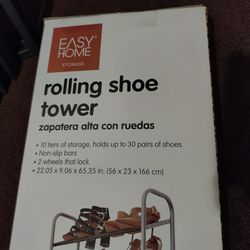 EASY
HOME™
STORAGE
rolling shoe
tower
zapatera alta con ruedas
• 10 tiers of storage, holds up to 30 pairs of shoes
• Non-slip bars
• 2 wheels that lock
• 22.05 x 9.06 x 65.35 in. (56 x 23 x 166 cm)